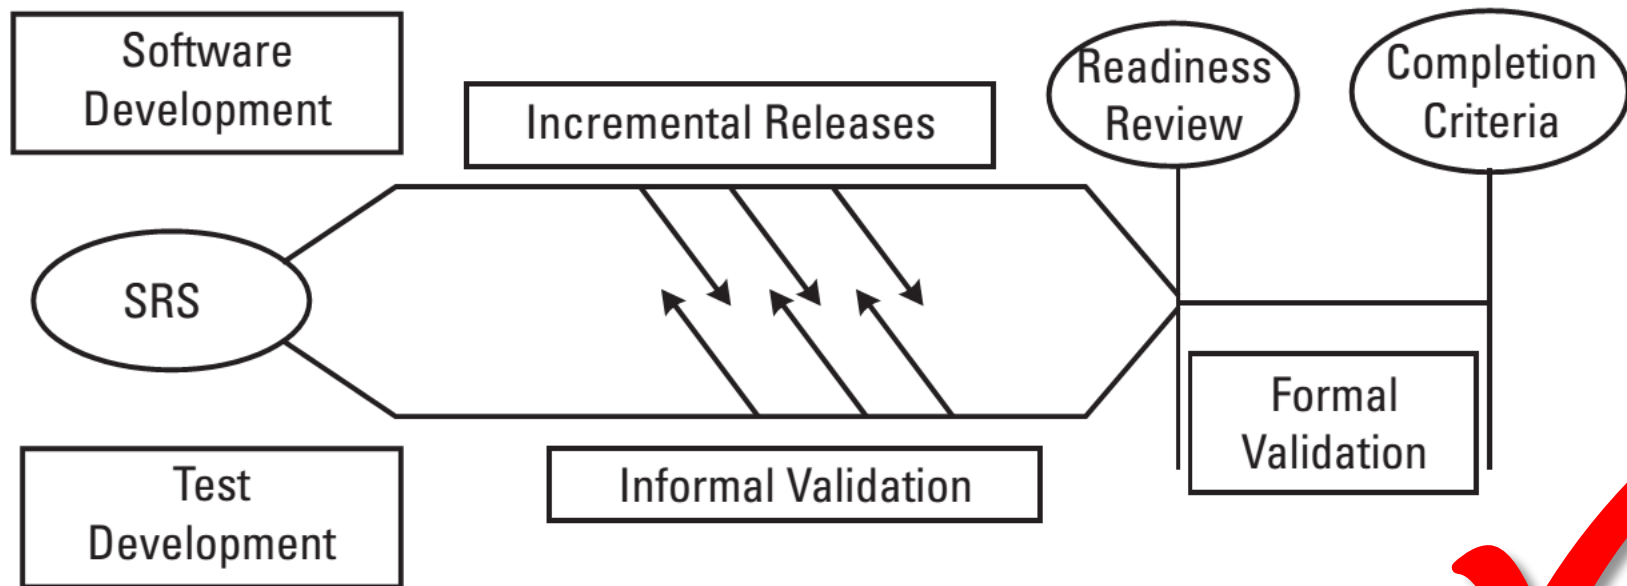 Software
Development
Incremental Releases
Readiness
Review
Completion
Criteria
SRS
Formal
Validation
Test
Development
Informal Validation